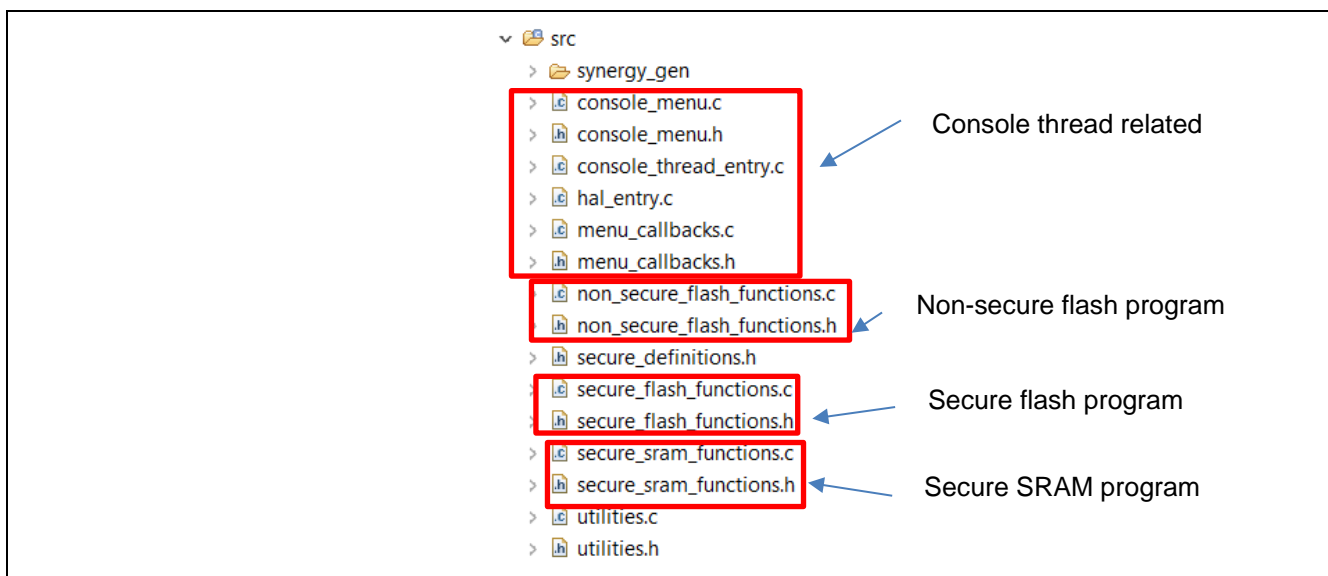 src
synergy_gen
.c console_menu.c
.h console_menu.h
.c console_thread_entry.c
.c hal_entry.c
.c menu_callbacks.c
.h menu_callbacks.h
Console thread related
.c non_secure_flash_functions.c
.h non_secure_flash_functions.h
Non-secure flash program
.h secure_definitions.h
.c secure_flash_functions.c
.h secure_flash_functions.h
Secure flash program
.c secure_sram_functions.c
.h secure_sram_functions.h
Secure SRAM program
.c utilities.c
.h utilities.h